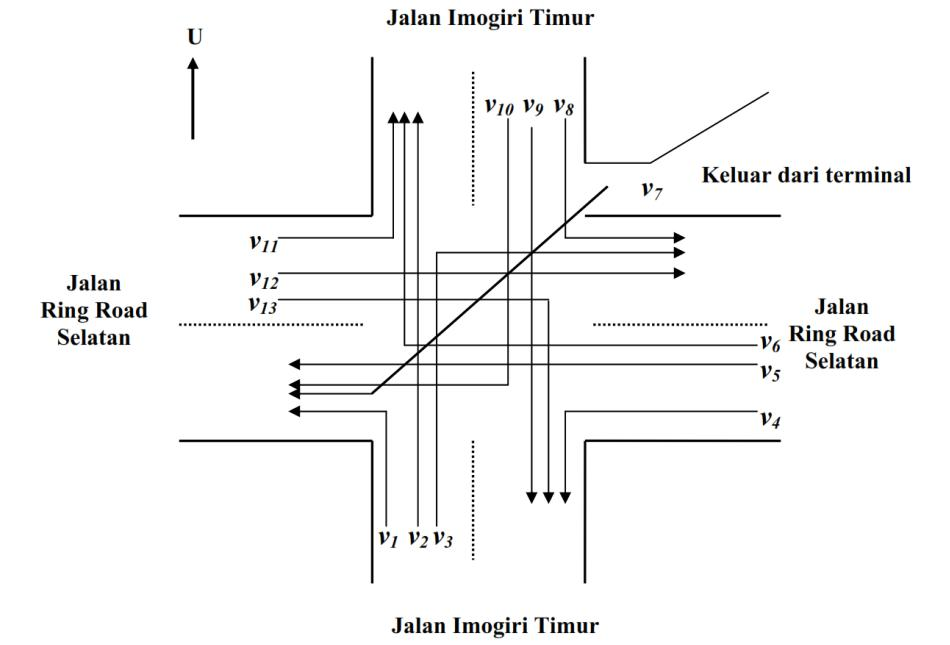 Jalan Imogiri Timur
U
v10 v9 v8
Keluar dari terminal
v7
v11
v12
v13
Jalan
Ring Road
Selatan
Jalan
Ring Road
Selatan
v6
v5
v4
v1 v2 v3
Jalan Imogiri Timur